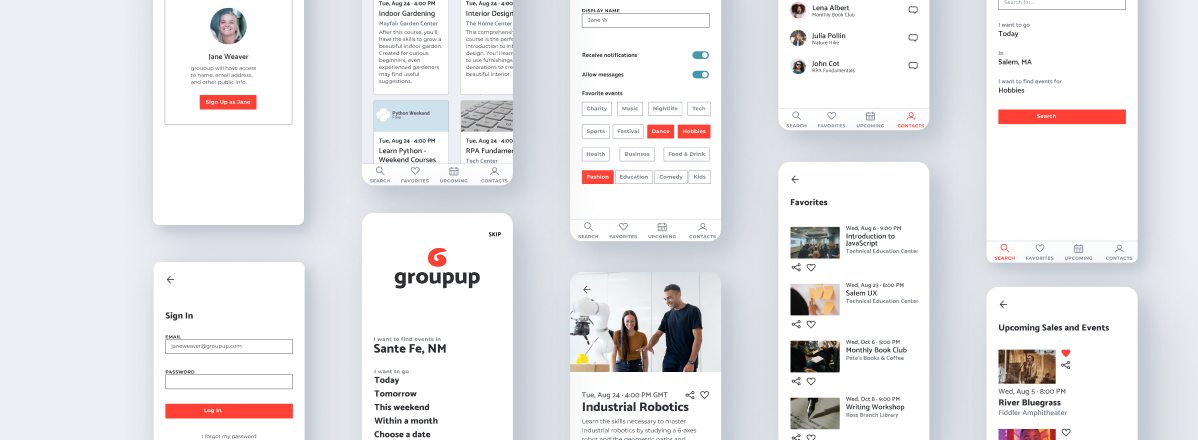 Jane Weaver
groupup will have access
to name, email address,
and other public info.
Sign Up as Jane
Sign In
EMAIL
janeweaver@groupup.com
PASSWORD
Log In
I forgot my password
Tue, Aug 24 · 4:00 PM
Indoor Gardening
Mayfair Garden Center
After this course, you'll
have the skills to grow a
beautiful indoor garden.
Created for curious
beginners, even
experienced gardeners
may find useful
suggestions.
Tue, Aug 24 · 4:00 P
Interior Design
The Home Center
This comprehensi
course is the perfe
introduction to int
design. You'll learn
to use furnishings
decorations to cre
beautiful interior.
Python Weekend
Tue, Aug 24 · 4:00 PM
Learn Python -
Weekend Courses
Tue, Aug 24 · 4:00 P
RPA Fundamen
Tech Center
SEARCH FAVORITES UPCOMING CONTACTS
SKIP
groupup
I want to find events in
Sante Fe, NM
I want to go
Today
Tomorrow
This weekend
Within a month
Choose a date
DISPLAY NAME
Jane W
Receive notifications
Allow messages
Favorite events
Charity Music Nightlife Tech
Sports Festival Dance Hobbies
Health Business Food & Drink
Fashion Education Comedy Kids
SEARCH FAVORITES UPCOMING CONTACTS
Tue, Aug 24 · 4:00 PM GMT
Industrial Robotics
Learn the skills necessary to master
industrial robotics by studying a 6-axes
robot and the geometric paths and
Lena Albert
Monthly Book Club
Julia Pollin
Nature Hike
John Cot
RPA Fundamentals
SEARCH FAVORITES UPCOMING CONTACTS
Favorites
Wed, Aug 6 · 9:00 PM
Introduction to
JavaScript
Technical Education Center
Wed, Aug 23 · 8:00 PM
Salem UX
Technical Education Center
Wed, Oct 6 · 5:00 PM
Monthly Book Club
Pete's Books & Coffee
Wed, Oct 8 · 9:00 PM
Writing Workshop
Ross Branch Library
Search for...
I want to go
Today
In
Salem, MA
I want to find events for
Hobbies
Search
SEARCH FAVORITES UPCOMING CONTACTS
Upcoming Sales and Events
Wed, Aug 5 · 8:00 PM
River Bluegrass
Fiddler Amphitheater